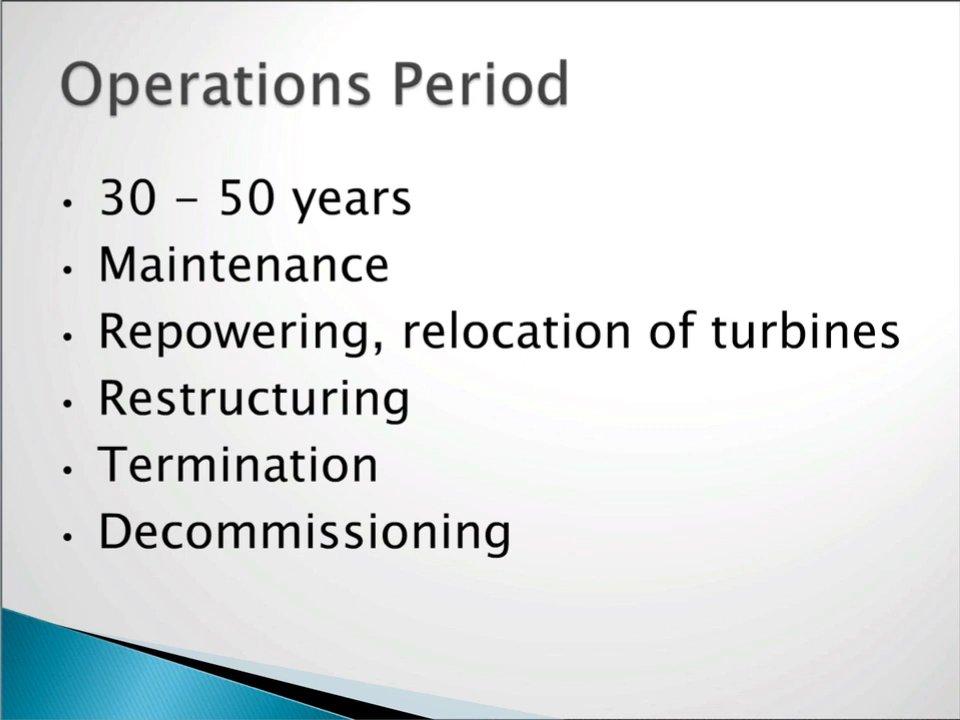 Operations Period
• 30 - 50 years
• Maintenance
• Repowering, relocation of turbines
• Restructuring
• Termination
• Decommissioning